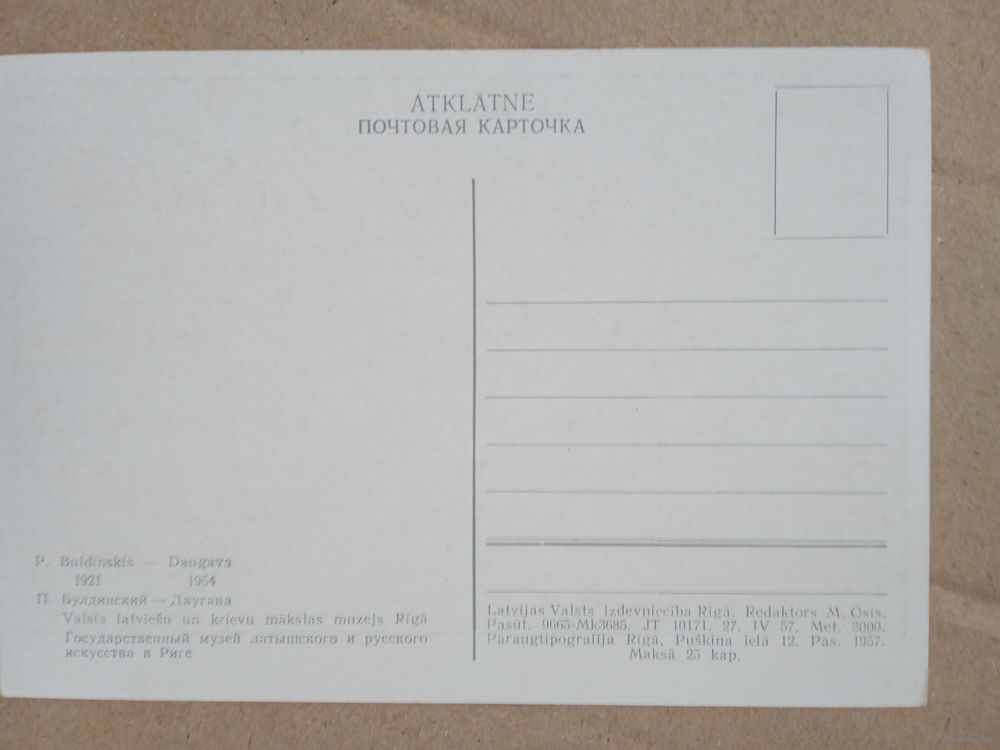 ATKLĀTNE
ПОЧТОВАЯ КАРТОЧКА
P. Buldinskis — Daugava
1921 1954
П. Булдинский — Даугава
Valsts latviešu un krievu mākslas muzejs Rīgā
Государственный музей латышского и русского
искусства в Риге
Latvijas Valsts izdevniecība Rīgā. Redaktors M. Osis.
Pasūt. 9665-Mk3685. JT 10171. 27. IV 57. Met. 3000.
Paraugtipografija Rīgā, Puškina ielā 12. Pas. 1957.
Maksā 25 kap.